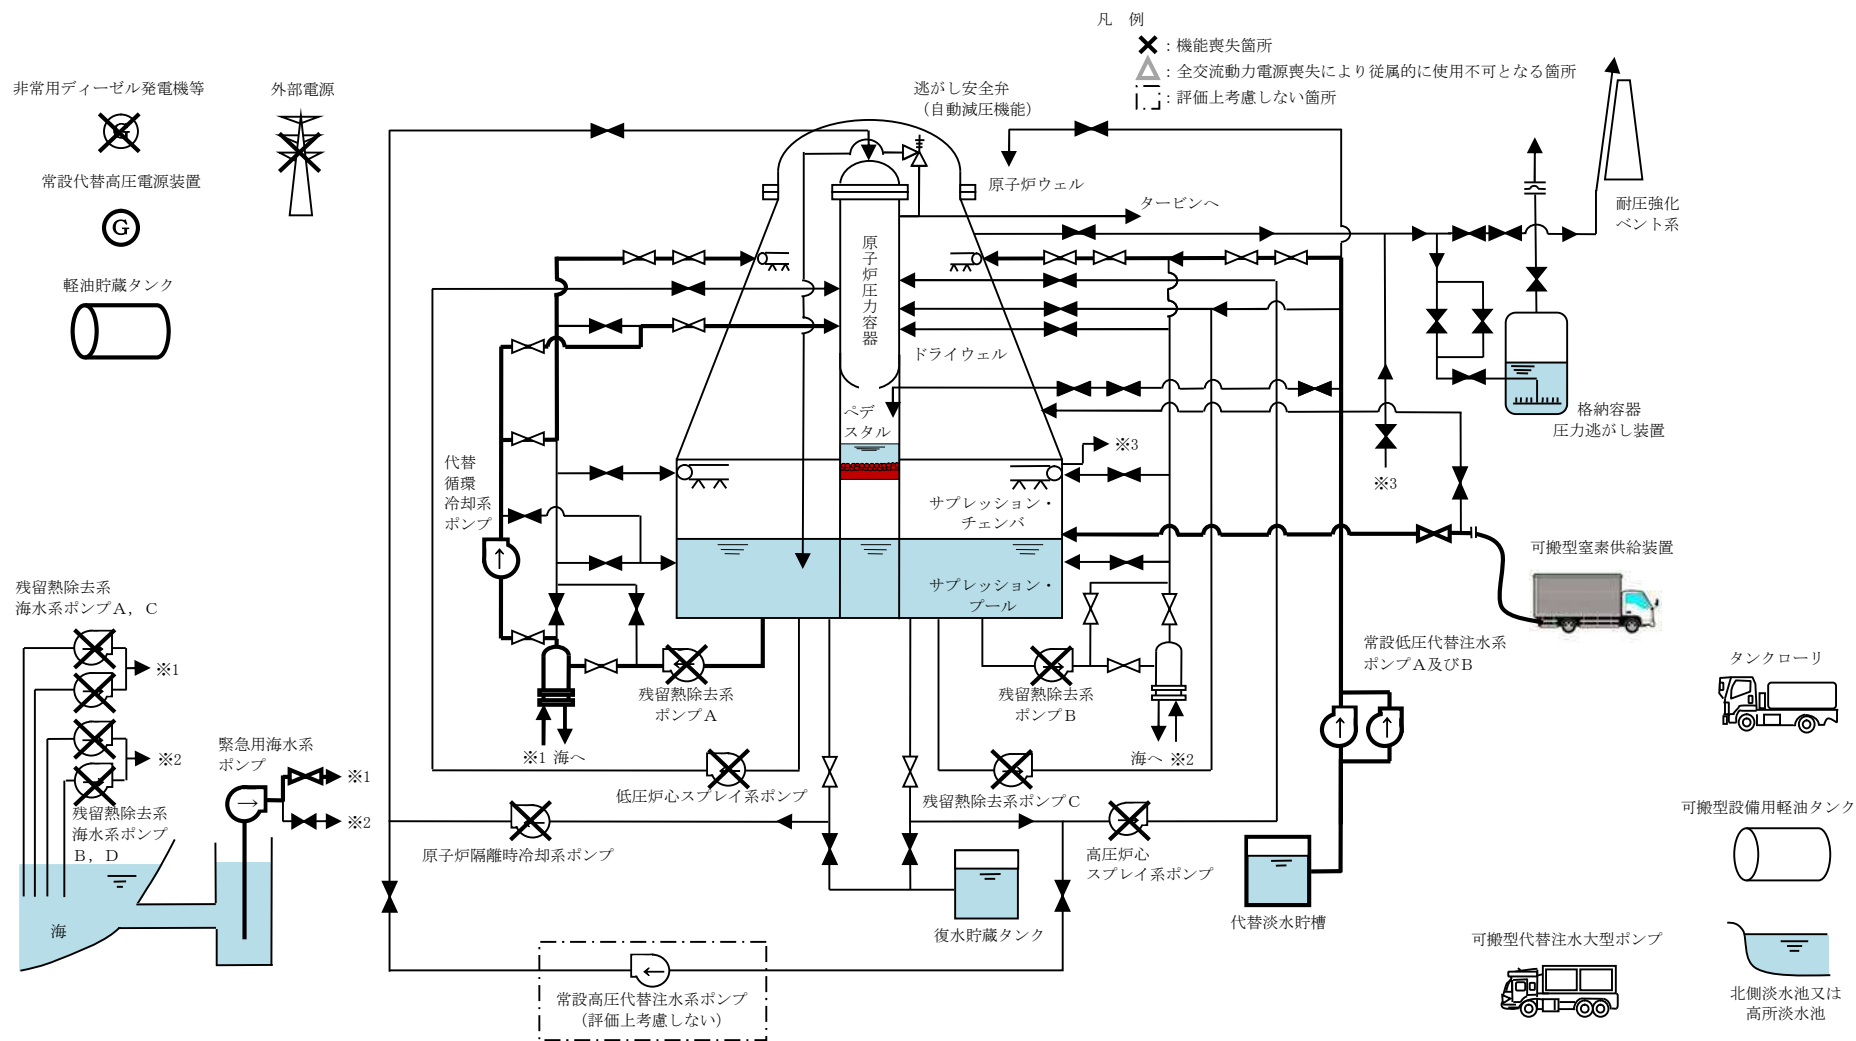 凡　例
：機能喪失箇所
：全交流動力電源喪失により従属的に使用不可となる箇所
：評価上考慮しない箇所
非常用ディーゼル発電機等
G
外部電源
常設代替高圧電源装置
G
軽油貯蔵タンク
逃がし安全弁
（自動減圧機能）
原子炉ウェル
タービンへ
耐圧強化
ベント系
原子炉圧力容器
ドライウェル
ペデ
スタル
格納容器
圧力逃がし装置
※3
※3
代替
循環
冷却系
ポンプ
サプレッション・
チェンバ
サプレッション・
プール
可搬型窒素供給装置
残留熱除去系
海水系ポンプＡ，Ｃ
※1
※2
残留熱除去系
海水系ポンプ
Ｂ，Ｄ
緊急用海水系
ポンプ
※1
※2
海
残留熱除去系
ポンプＡ
※1 海へ
残留熱除去系
ポンプＢ
海へ ※2
常設低圧代替注水系
ポンプＡ及びＢ
タンクローリ
低圧炉心スプレイ系ポンプ
残留熱除去系ポンプＣ
原子炉隔離時冷却系ポンプ
高圧炉心
スプレイ系ポンプ
可搬型設備用軽油タンク
復水貯蔵タンク
代替淡水貯槽
可搬型代替注水大型ポンプ
常設高圧代替注水系ポンプ
（評価上考慮しない）
北側淡水池又は
高所淡水池